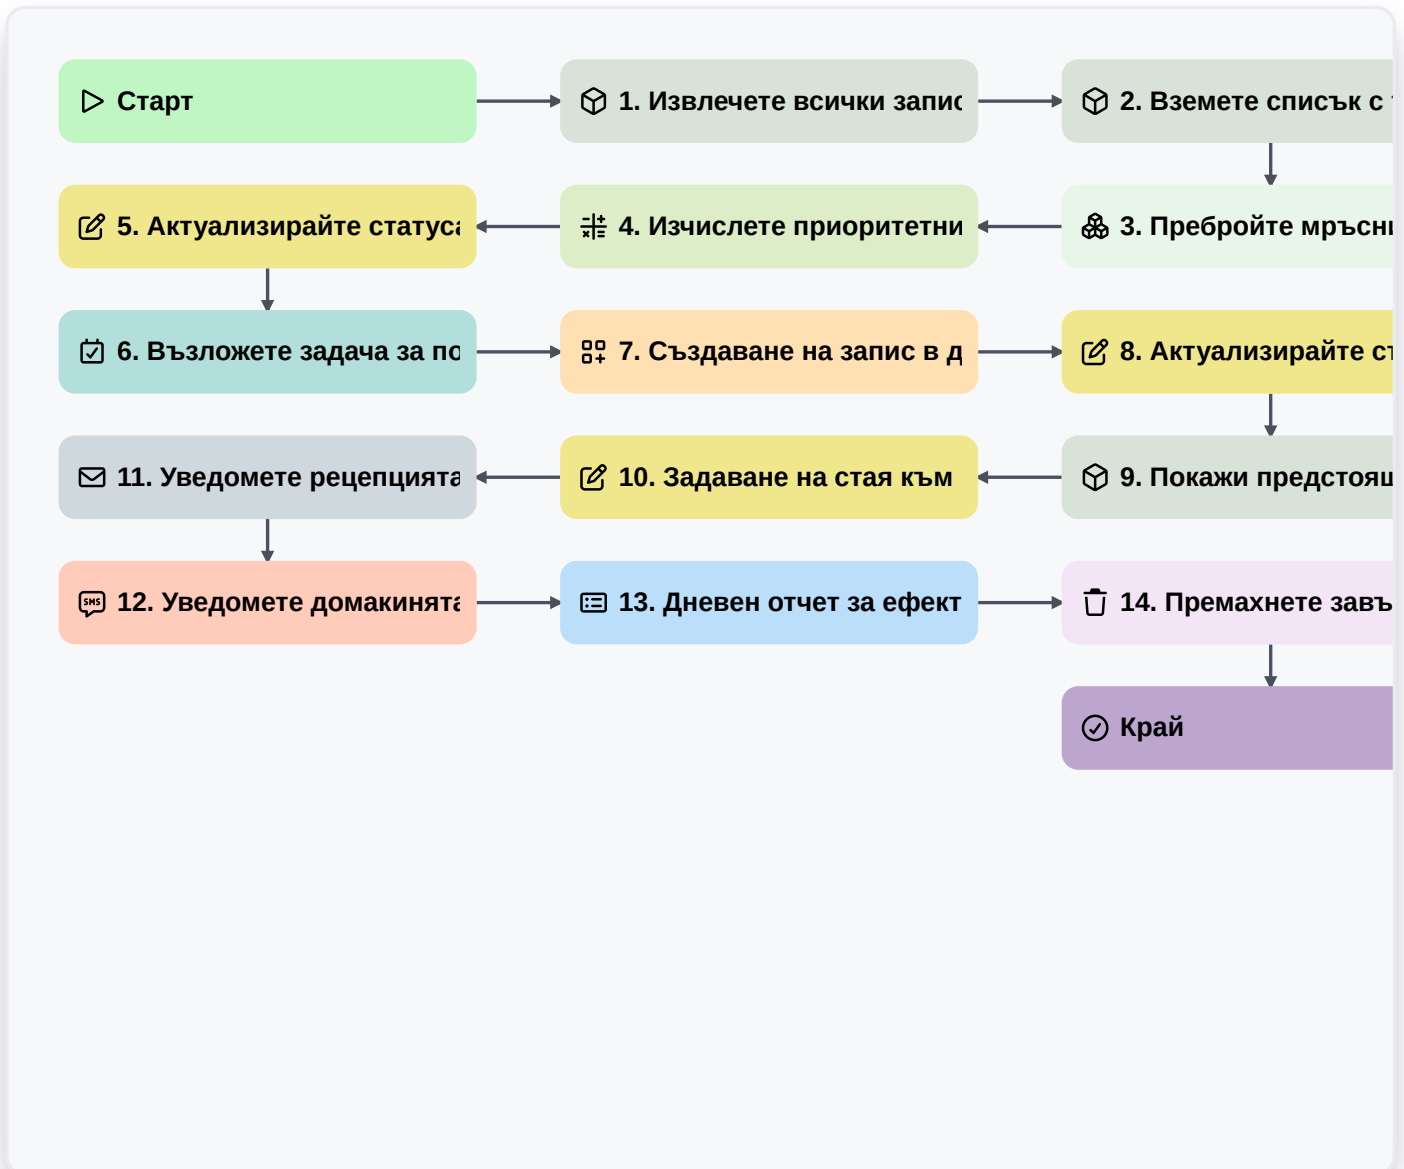 Старт
1. Извлечете всички запис
2. Вземете списък с
5. Актуализирайте статуса
4. Изчислете приоритетни
3. Пребройте мръсни
6. Възложете задача за по
7. Създаване на запис в д
8. Актуализирайте ст
11. Уведомете рецепцията
10. Задаване на стая към
9. Покажи предстоящ
SMS 12. Уведомете домакинята
13. Дневен отчет за ефект
14. Премахнете завъ
Край